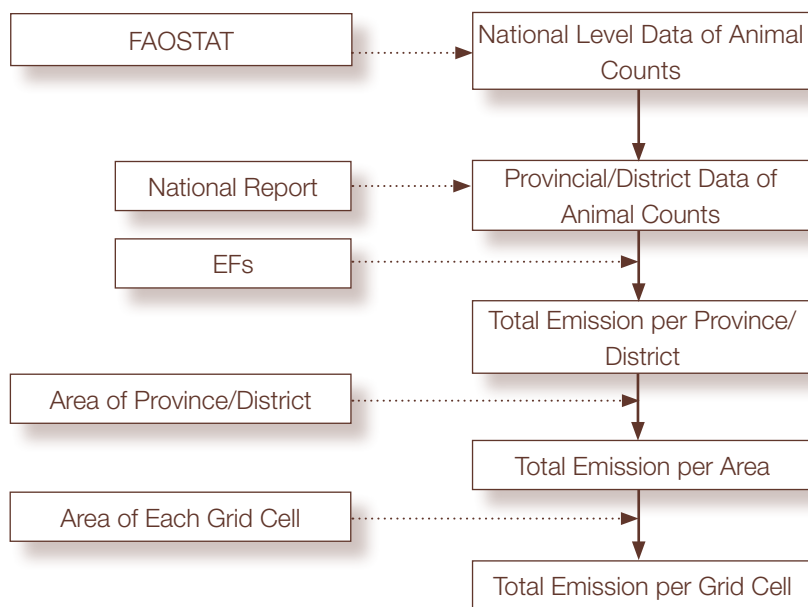 FAOSTAT
National Level Data of Animal
Counts
National Report
Provincial/District Data of
Animal Counts
EFs
Total Emission per Province/
District
Area of Province/District
Total Emission per Area
Area of Each Grid Cell
Total Emission per Grid Cell